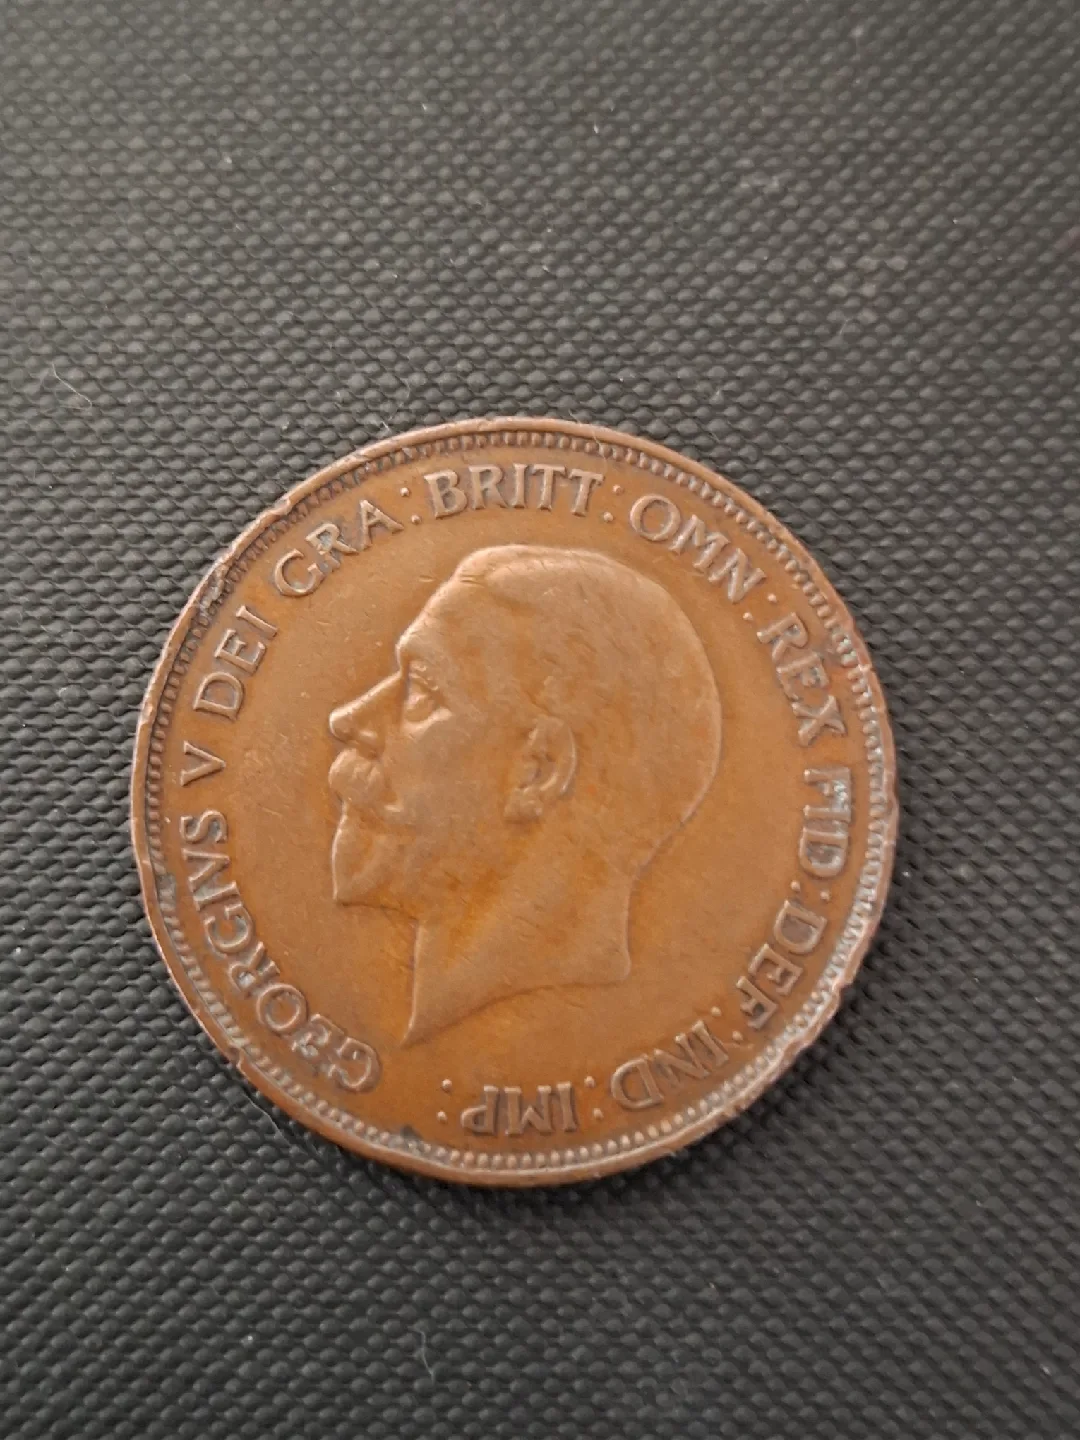 GEORGIVS V DEI GRA: BRITT: OMN: REX FID: DEF: IND: IMP: